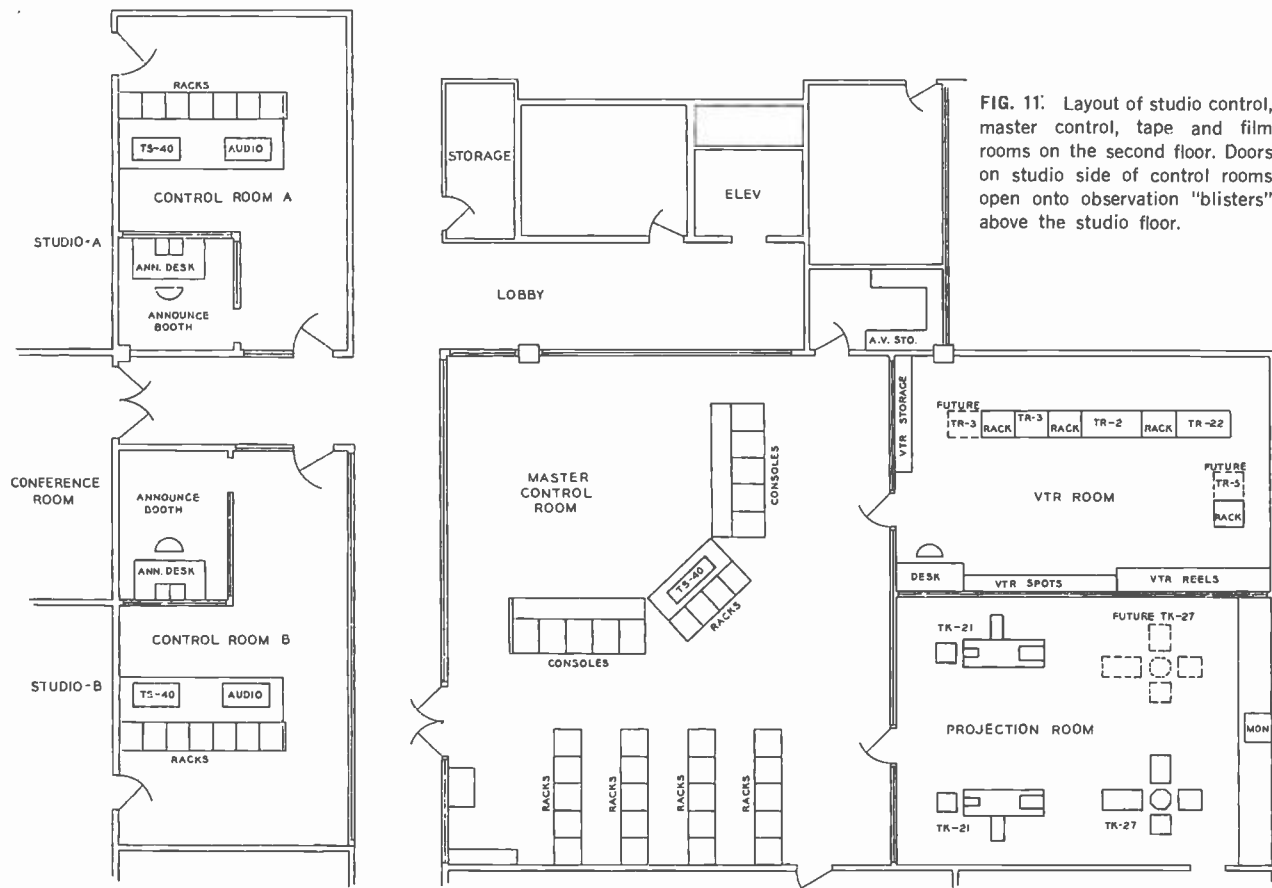 RACKS
TS-40
AUDIO
CONTROL ROOM A
STUDIO-A
ANN. DESK
ANNOUNCE
BOOTH
CONFERENCE
ROOM
ANNOUNCE
BOOTH
ANN. DESK
CONTROL ROOM B
STUDIO-B
TS-40
AUDIO
RACKS
STORAGE
ELEV
LOBBY
A.V. STO.
FIG. 11: Layout of studio control,
master control, tape and film
rooms on the second floor. Doors
on studio side of control rooms
open onto observation "blisters"
above the studio floor.
MASTER
CONTROL
ROOM
CONSOLES
TS-40
RACKS
CONSOLES
RACKS
RACKS
RACKS
RACKS
VTR STORAGE
FUTURE
TR-3
RACK
TR-3
RACK
TR-2
RACK
TR-22
FUTURE
TR-5
RACK
VTR ROOM
DESK
VTR SPOTS
VTR REELS
TK-21
FUTURE TK-27
PROJECTION ROOM
MON
TK-21
TK-27